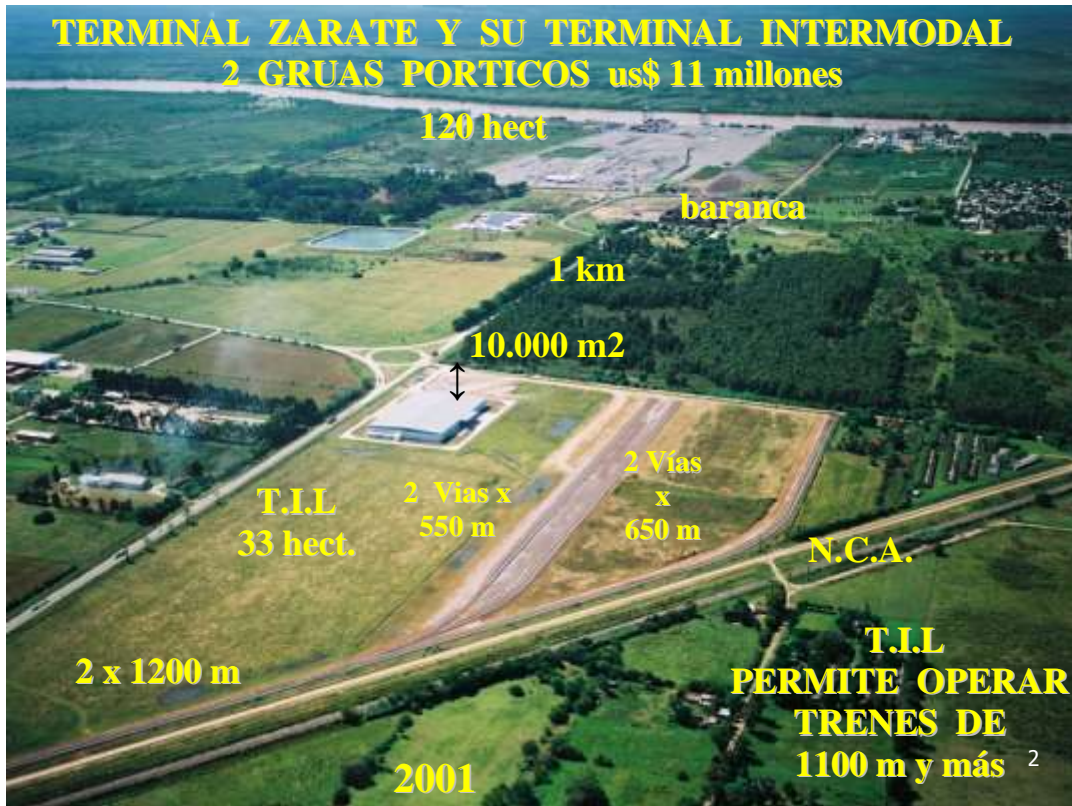 TERMINAL ZARATE Y SU TERMINAL INTERMODAL
2 GRUAS PORTICOS us$ 11 millones
120 hect
baranca
1 km
10.000 m2
2 Vías
x
650 m
2 Vias x
550 m
T.I.L
33 hect.
N.C.A.
2 x 1200 m
T.I.L
PERMITE OPERAR
TRENES DE
1100 m y más
2
2001